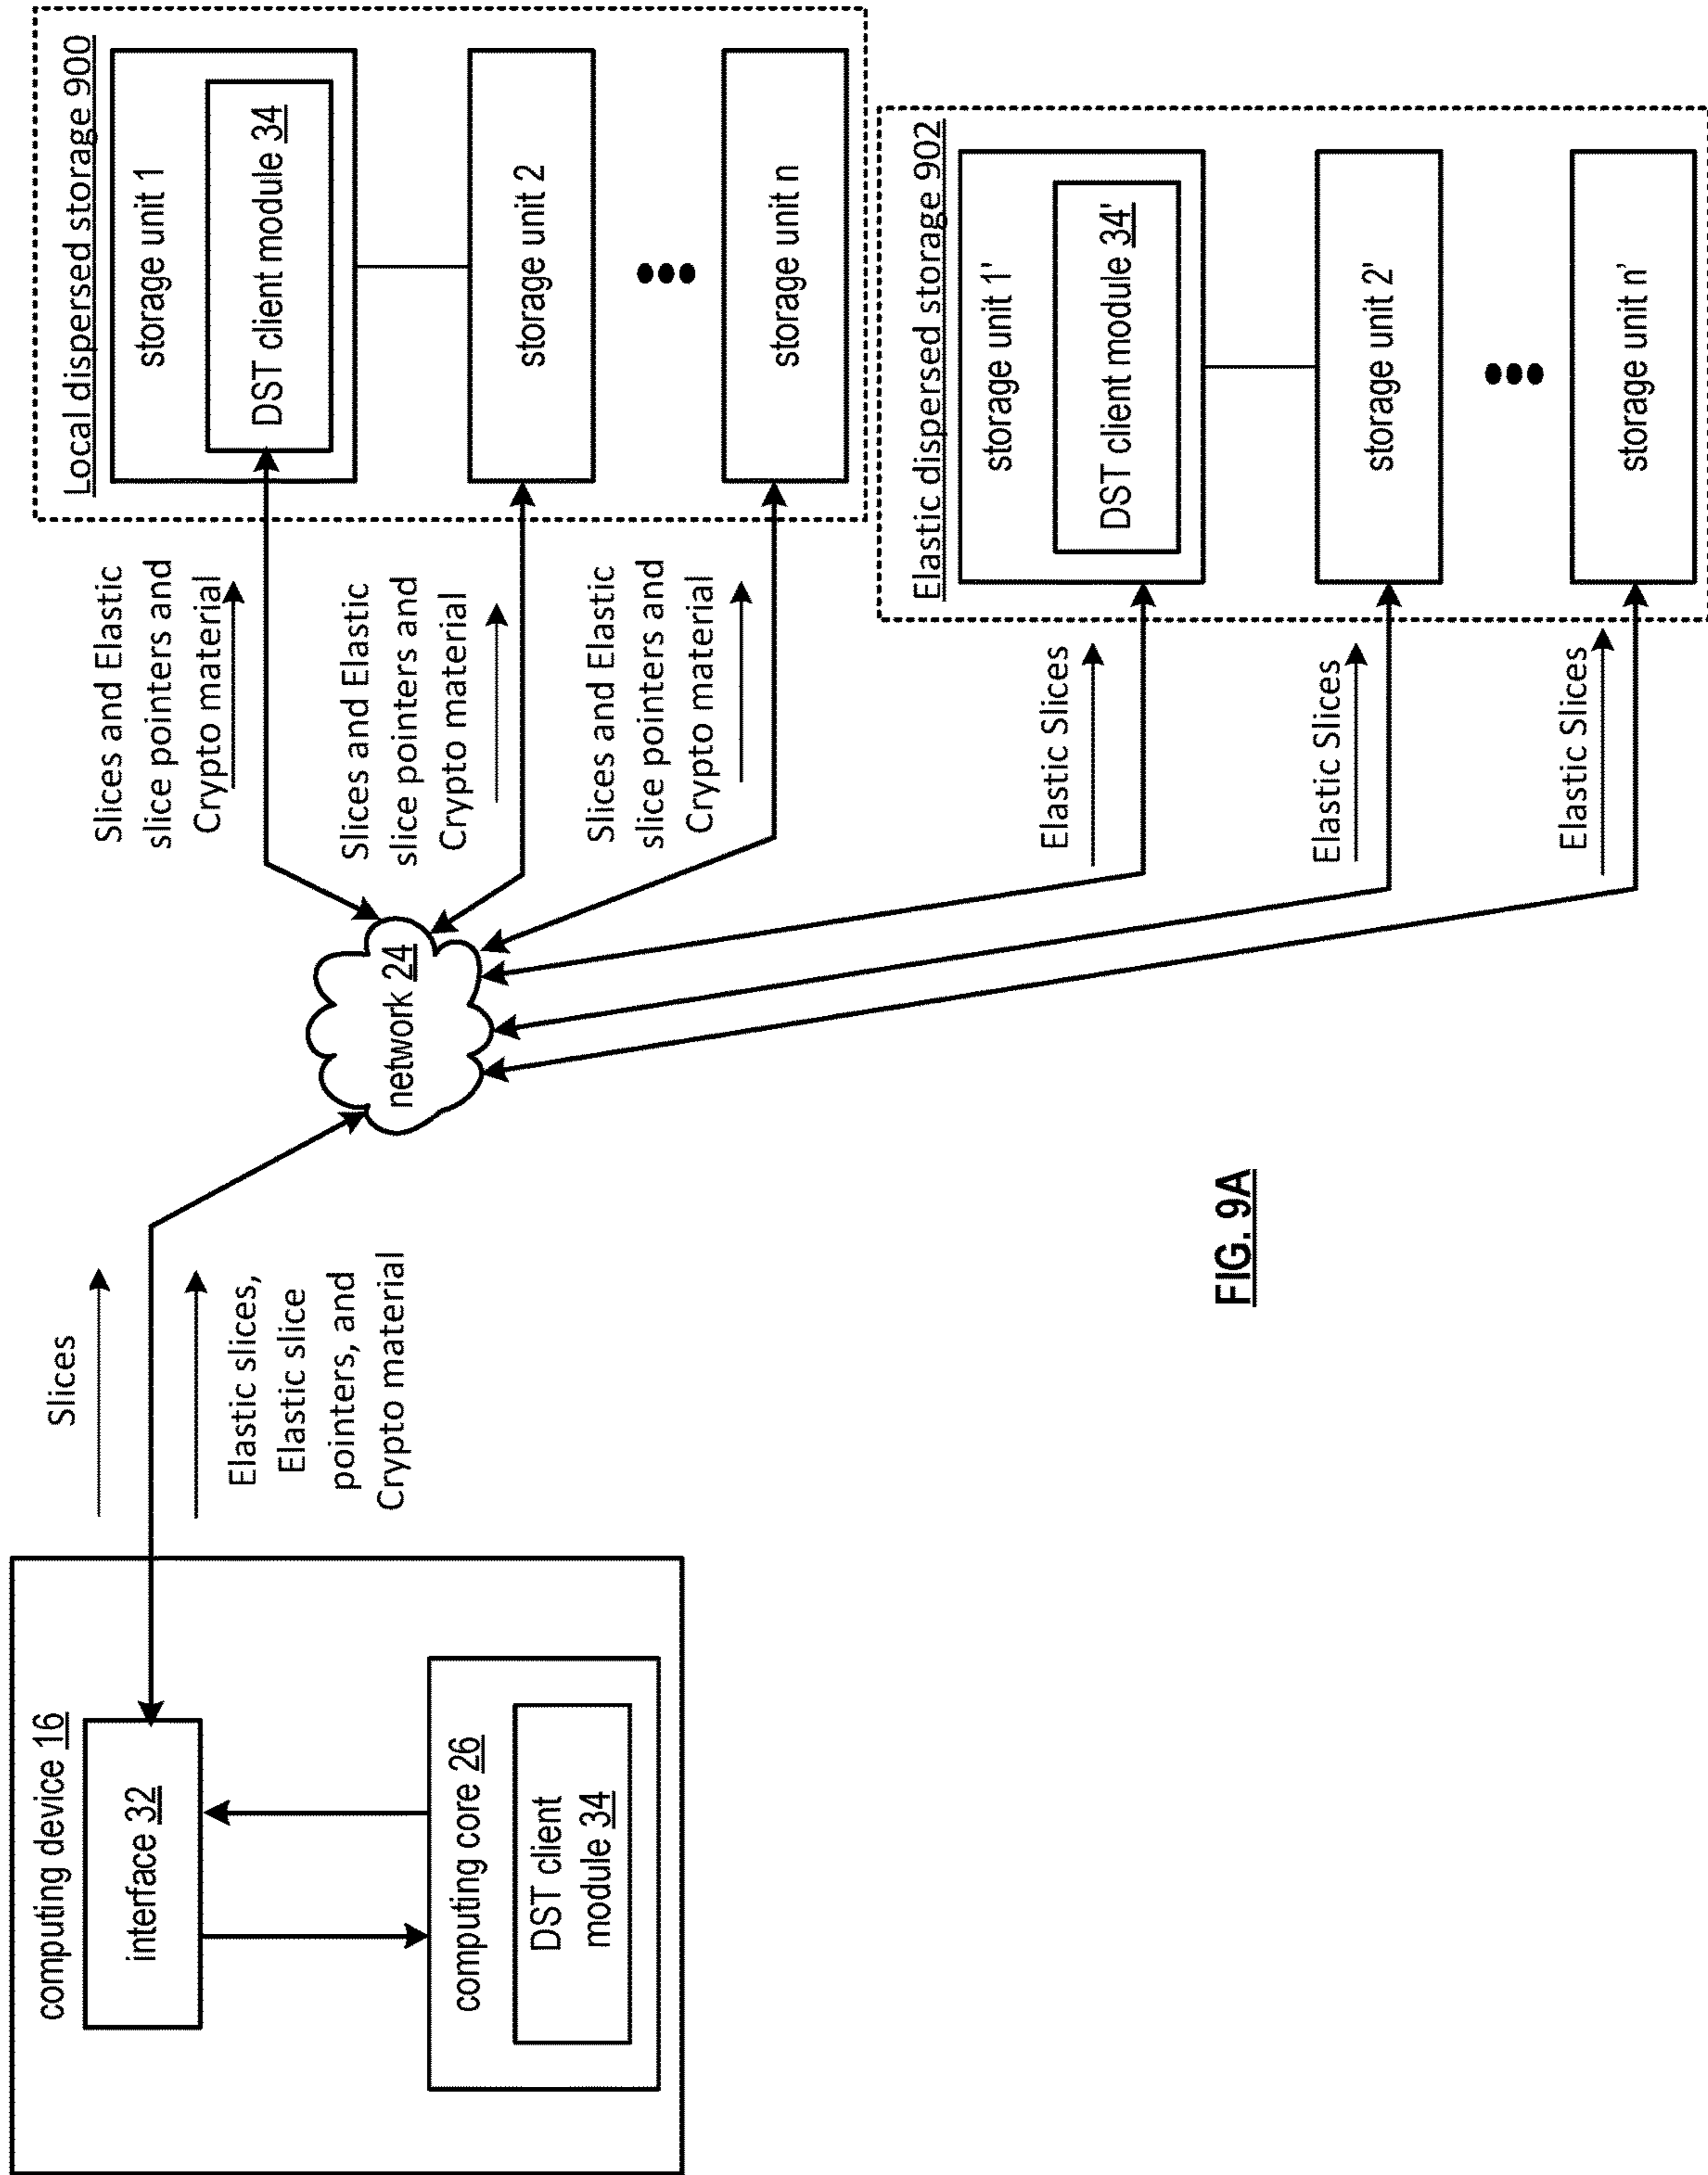 computing device 16
interface 32
computing core 26
DST client
module 34
Slices
Elastic slices,
Elastic slice
pointers, and
Crypto material
network 24
Slices and Elastic
slice pointers and
Crypto material
Slices and Elastic
slice pointers and
Crypto material
Slices and Elastic
slice pointers and
Crypto material
Elastic Slices
Elastic Slices
Elastic Slices
Local dispersed storage 900
storage unit 1
DST client module 34
storage unit 2
storage unit n
Elastic dispersed storage 902
storage unit 1'
DST client module 34'
storage unit 2'
storage unit n’
FIG. 9A